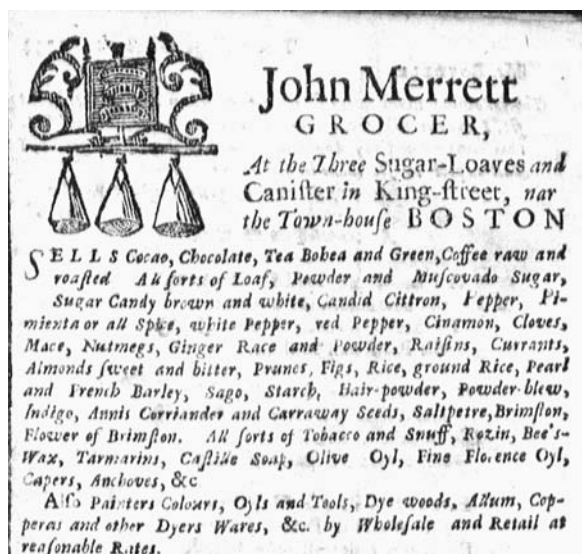 John Merrett
GROCER,
At the Three Sugar-Loaves and
Canister in King-ſtreet, nar
the Town-houſe BOSTON
SELLS Cocao, Chocolate, Tea Bohea and Green, Coffee raw and
roaſted All ſorts of Loaf, Powder and Muſcovado Sugar,
Sugar Candy brown and white, Candid Cittron, Pepper, Pi-
mienta or all Spice, white Pepper, red Pepper, Cinamon, Cloves,
Mace, Nutmegs, Ginger Race and Powder, Raiſins, Currants,
Almonds ſweet and bitter, Prunes, Figs, Rice, ground Rice, Pearl
and French Barley, Sago, Starch, Hair-powder, Powder-blew,
Indigo, Annis Corriander and Carraway Seeds, Saltpetre, Brimſton,
Flower of Brimſton. All ſorts of Tobacco and Snuff, Rozin, Bee's-
Wax, Tarmarins, Caſtille Soap, Olive Oyl, Fine Florence Oyl,
Capers, Anchoves, &c
Alſo Painters Colours, Oyls and Tools, Dye woods, Allum, Cop-
peras and other Dyers Wares, &c. by Wholeſale and Retail at
reaſonable Rates.